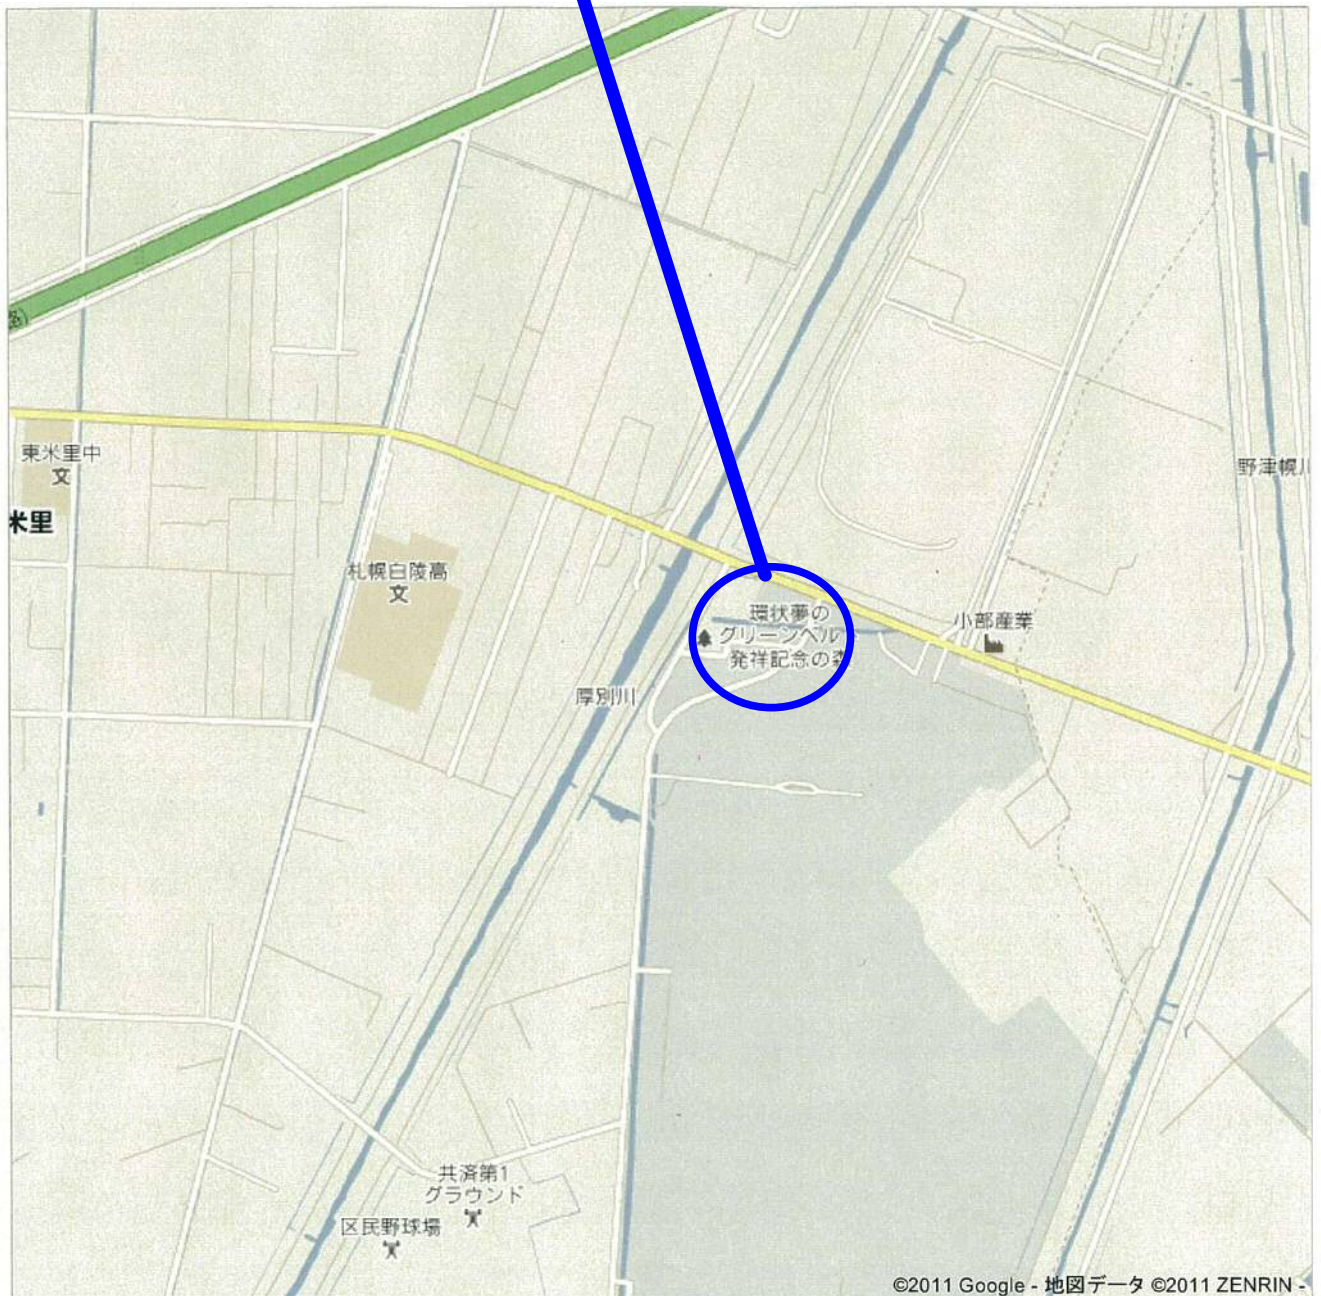 路)
東米里中
文
米里
札幌白陵高
文
野津幌川
環状夢の
グリーンベル
発祥記念の森
小部産業
厚別川
共済第1
グラウンド
区民野球場
©2011 Google - 地図データ ©2011 ZENRIN -